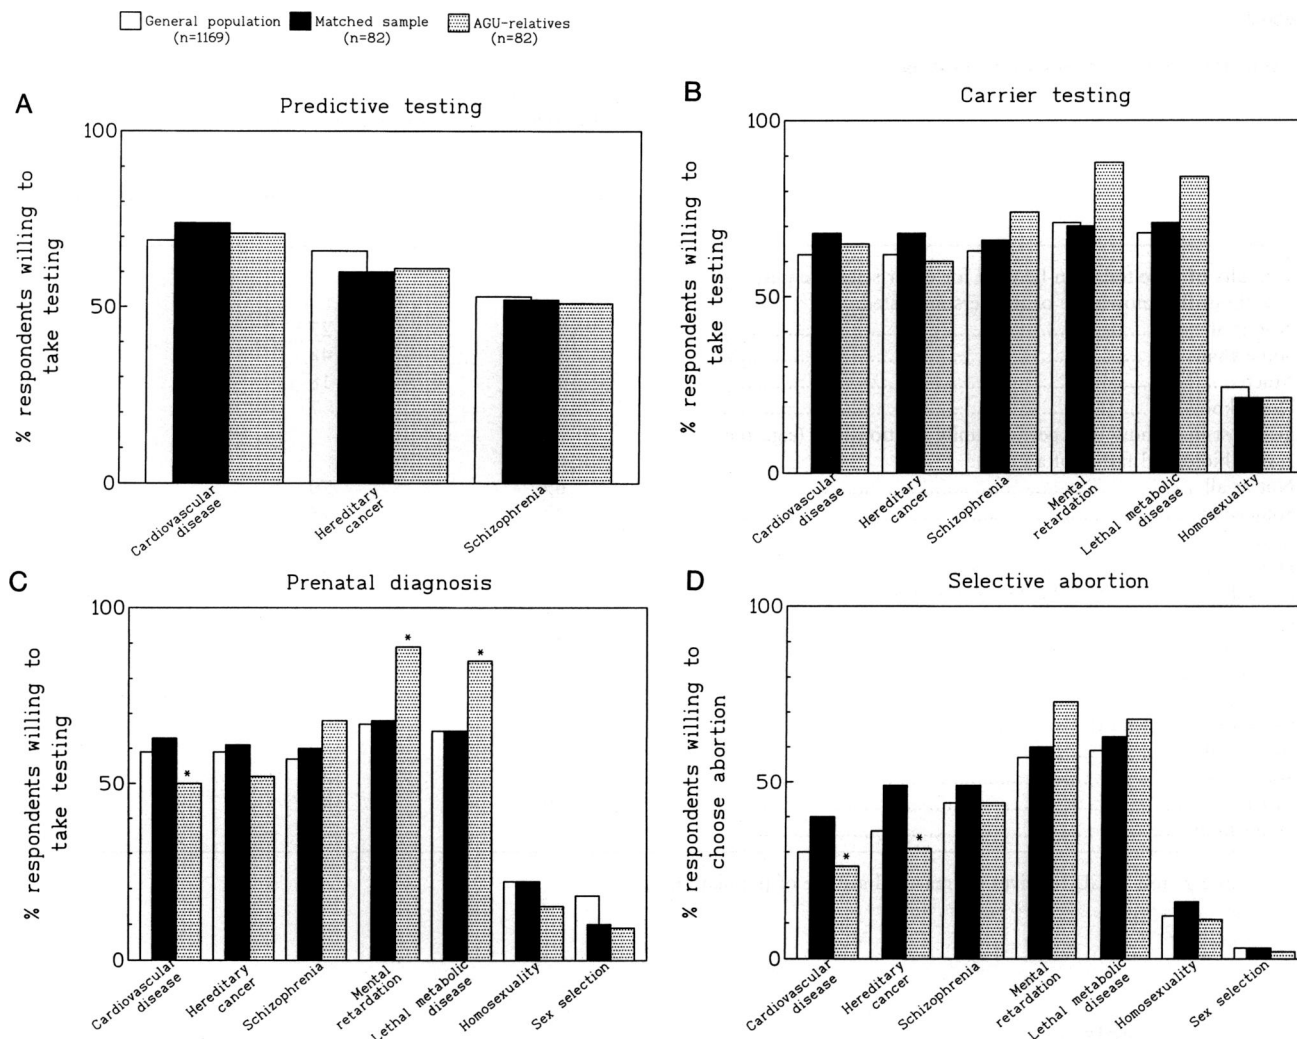 General population Matched sample AGU-relatives
(n=1169) (n=82) (n=82)
A
Predictive testing
% respondents willing to
take testing
100
50
0
Cardiovascular
disease
Hereditary
cancer
Schizophrenia
B
Carrier testing
% respondents willing to
take testing
100
50
0
Cardiovascular
disease
Hereditary
cancer
Schizophrenia
Mental
retardation
Lethal metabolic
disease
Homosexuality
C
Prenatal diagnosis
% respondents willing to
take testing
100
50
0
*
*
*
Cardiovascular
disease
Hereditary
cancer
Schizophrenia
Mental
retardation
Lethal metabolic
disease
Homosexuality
Sex selection
D
Selective abortion
% respondents willing to
choose abortion
100
50
0
*
*
Cardiovascular
disease
Hereditary
cancer
Schizophrenia
Mental
retardation
Lethal metabolic
disease
Homosexuality
Sex selection